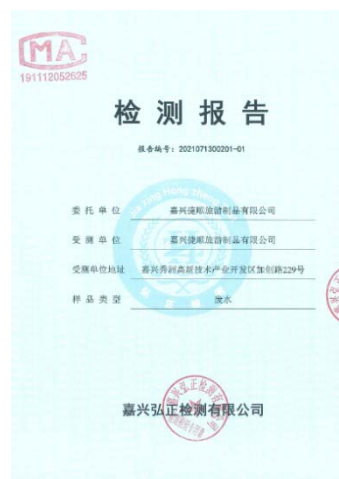 MA
191112052625
检测报告
报告编号：2021071300201-01
委托单位 嘉兴捷顺旅游制品有限公司
受测单位 嘉兴捷顺旅游制品有限公司
受测单位地址 嘉兴秀洲高新技术产业开发区加创路229号
样品类型 废水
嘉兴弘正检测有限公司